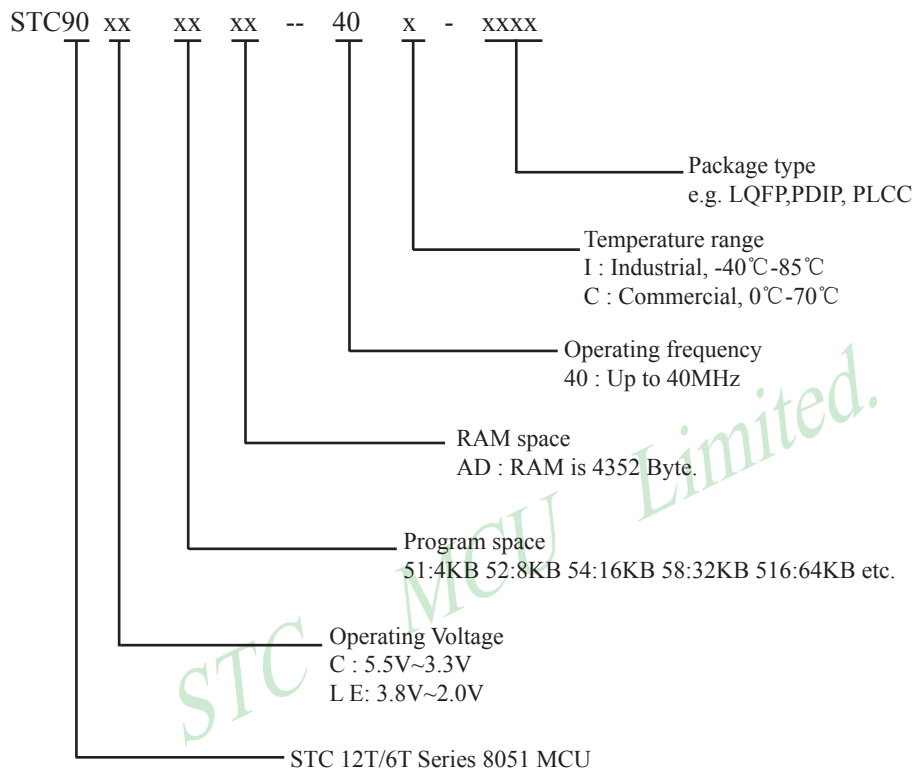 STC90 xx xx xx -- 40 x - xxxx
Package type
e.g. LQFP,PDIP, PLCC
Temperature range
I : Industrial, -40℃-85℃
C : Commercial, 0℃-70℃
Operating frequency
40 : Up to 40MHz
RAM space
AD : RAM is 4352 Byte.
Program space
51:4KB 52:8KB 54:16KB 58:32KB 516:64KB etc.
Operating Voltage
C : 5.5V~3.3V
L E: 3.8V~2.0V
STC 12T/6T Series 8051 MCU
STC MCU Limited.